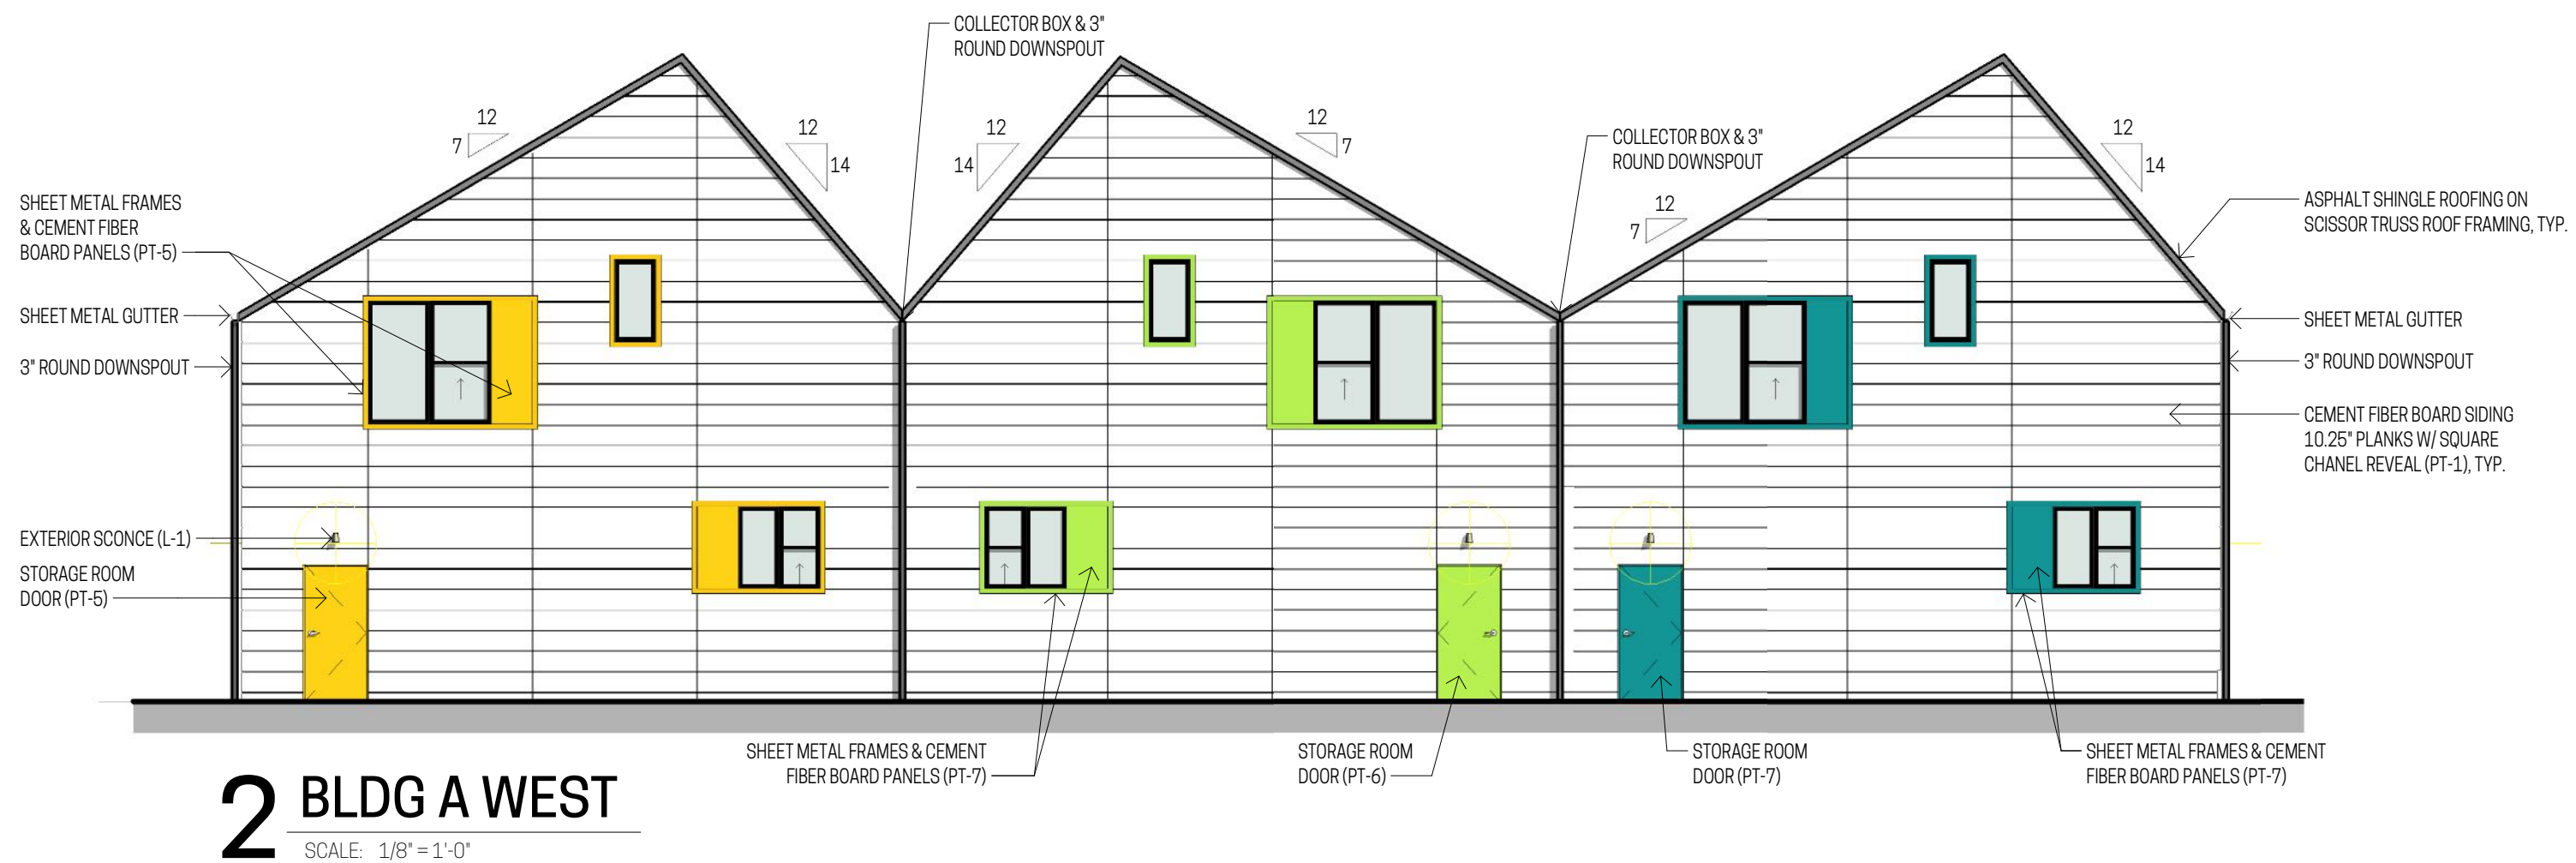 COLLECTOR BOX & 3"
ROUND DOWNSPOUT
12
7
12
14
12
14
12
7
COLLECTOR BOX & 3"
ROUND DOWNSPOUT
12
7
12
14
SHEET METAL FRAMES
& CEMENT FIBER
BOARD PANELS (PT-5)
SHEET METAL GUTTER
3" ROUND DOWNSPOUT
EXTERIOR SCONCE (L-1)
STORAGE ROOM
DOOR (PT-5)
ASPHALT SHINGLE ROOFING ON
SCISSOR TRUSS ROOF FRAMING, TYP.
SHEET METAL GUTTER
3" ROUND DOWNSPOUT
CEMENT FIBER BOARD SIDING
10.25" PLANKS W/ SQUARE
CHANEL REVEAL (PT-1), TYP.
SHEET METAL FRAMES & CEMENT
FIBER BOARD PANELS (PT-7)
STORAGE ROOM
DOOR (PT-6)
STORAGE ROOM
DOOR (PT-7)
SHEET METAL FRAMES & CEMENT
FIBER BOARD PANELS (PT-7)
2 BLDG A WEST
SCALE: 1/8" = 1'-0"